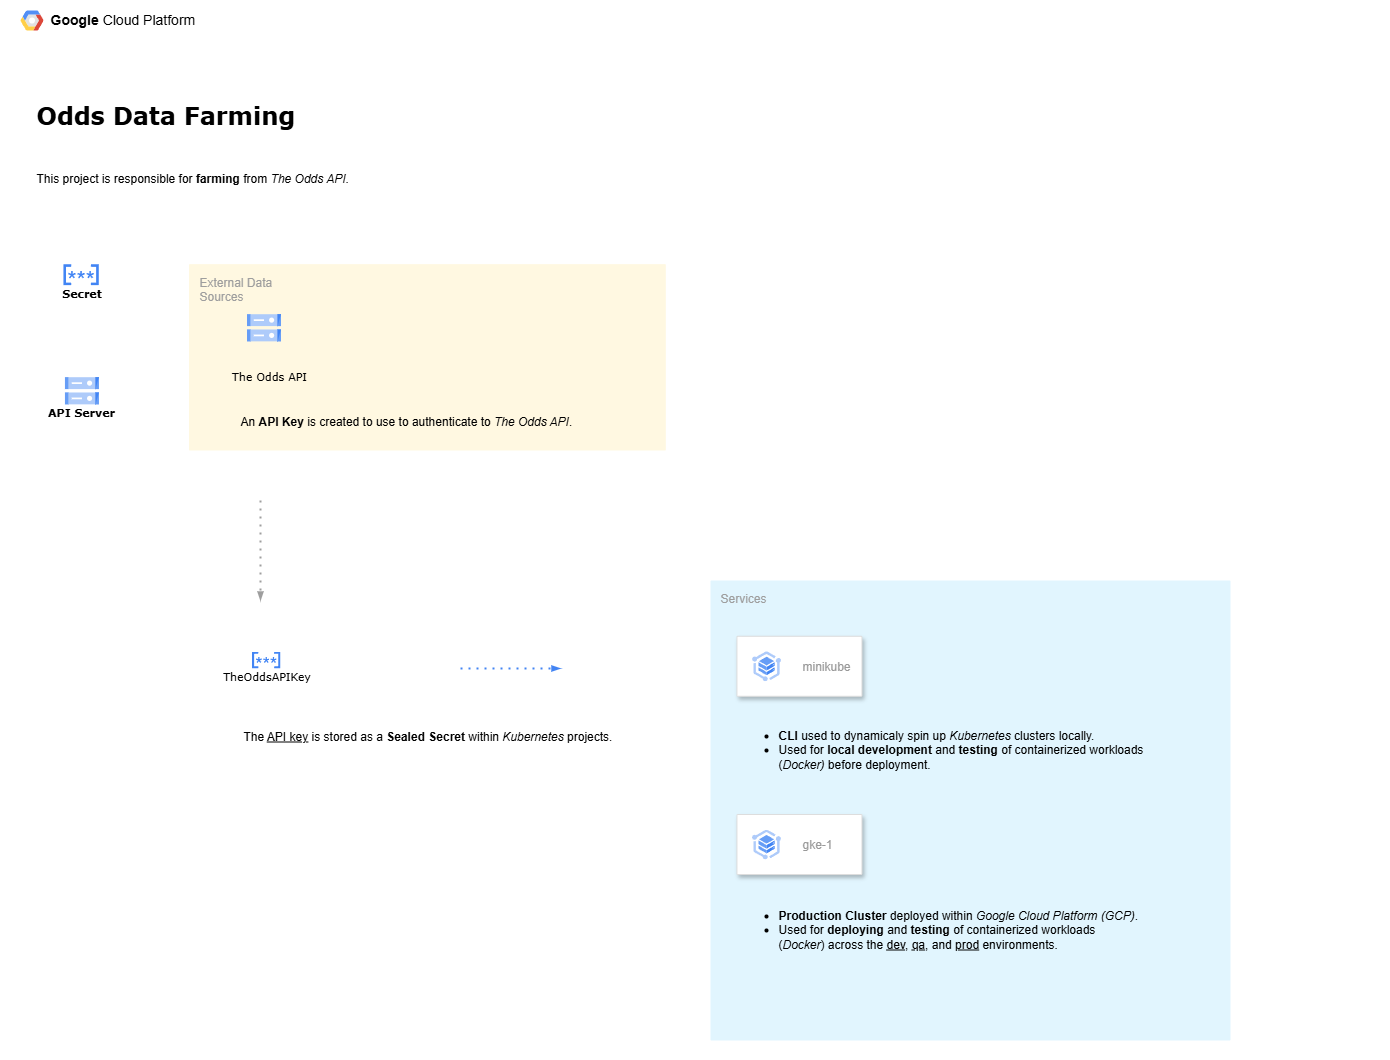 Google Cloud Platform
Odds Data Farming
This project is responsible for farming from The Odds API.
[***]
Secret
API Server
External Data
Sources
The Odds API
An API Key is created to use to authenticate to The Odds API.
[***]
TheOddsAPIKey
The API key is stored as a Sealed Secret within Kubernetes projects.
Services
minikube
• CLI used to dynamicaly spin up Kubernetes clusters locally.
• Used for local development and testing of containerized workloads
(Docker) before deployment.
gke-1
• Production Cluster deployed within Google Cloud Platform (GCP).
• Used for deploying and testing of containerized workloads
(Docker) across the dev, qa, and prod environments.